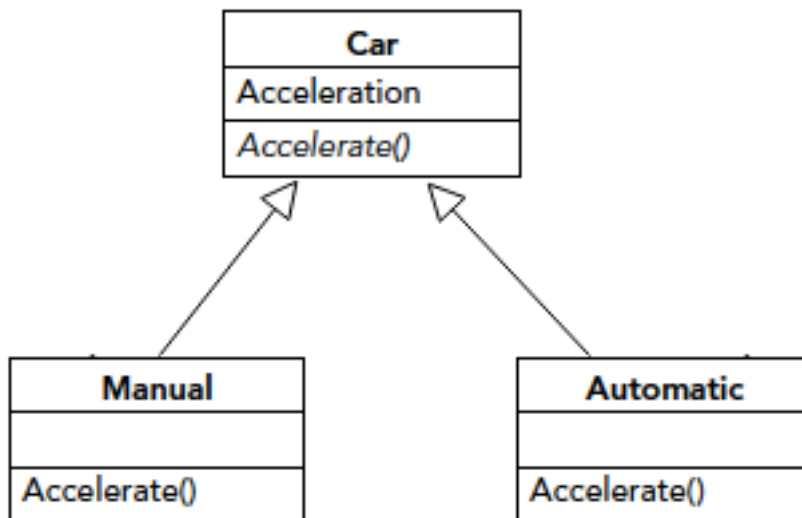 Car
Acceleration
Accelerate()
Manual
Automatic
Accelerate()
Accelerate()